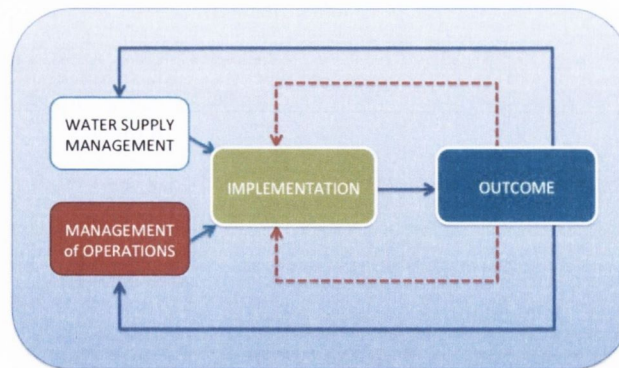 WATER SUPPLY
MANAGEMENT
IMPLEMENTATION
OUTCOME
MANAGEMENT
of OPERATIONS